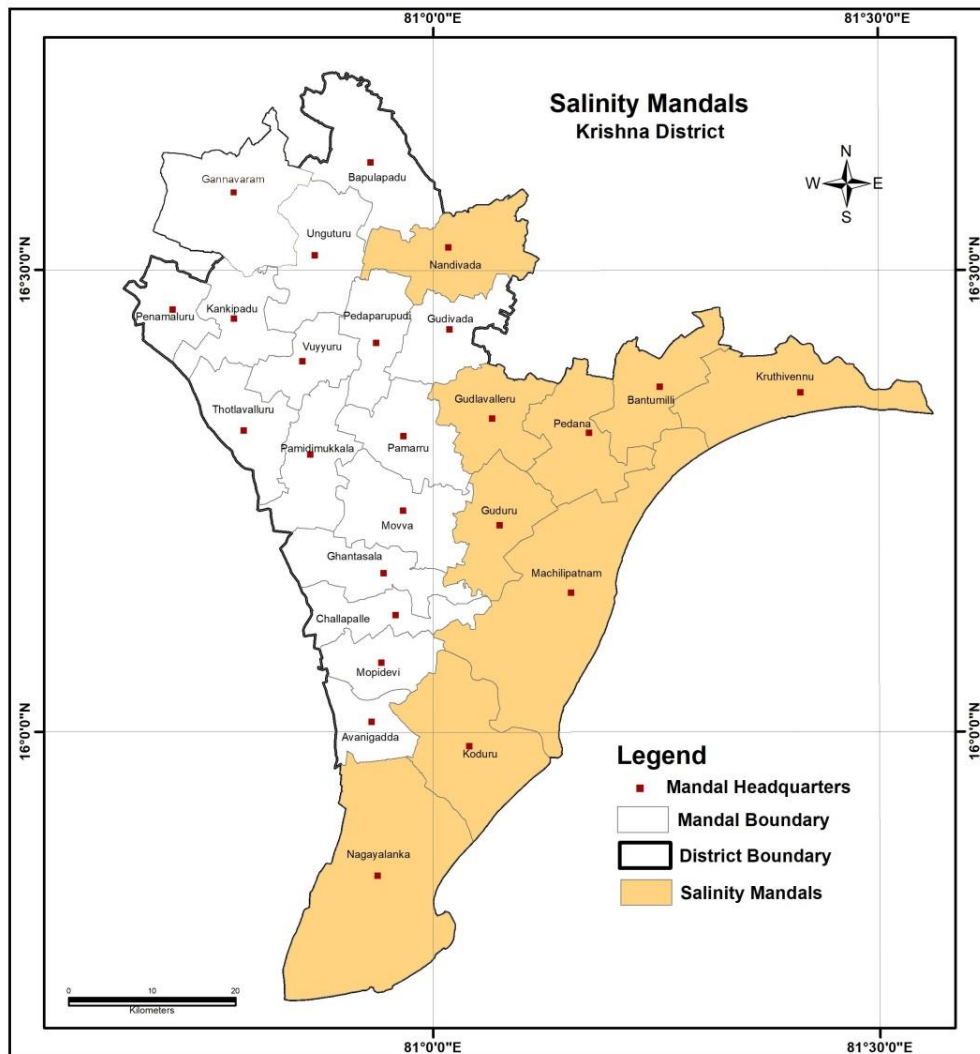 81°0'0"E
81°30'0"E
Salinity Mandals
Krishna District
N
W
E
S
Bapulapadu
Gannavaram
Unguturu
Nandivada
16°30'0"N
16°30'0"N
Penamaluru
Kankipadu
Pedaparupudi
Gudivada
Vuyyuru
Kruthivennu
Bantumilli
Gudlavalleru
Thotlavalluru
Pedana
Pamidimukkala
Pamarru
Guduru
Movva
Ghantasala
Machilipatnam
Challapalle
Mopidevi
Avanigadda
16°0'0"N
16°0'0"N
Koduru
Legend
Mandal Headquarters
Mandal Boundary
District Boundary
Salinity Mandals
Nagayalanka
0 10 20
Kilometers
81°0'0"E
81°30'0"E